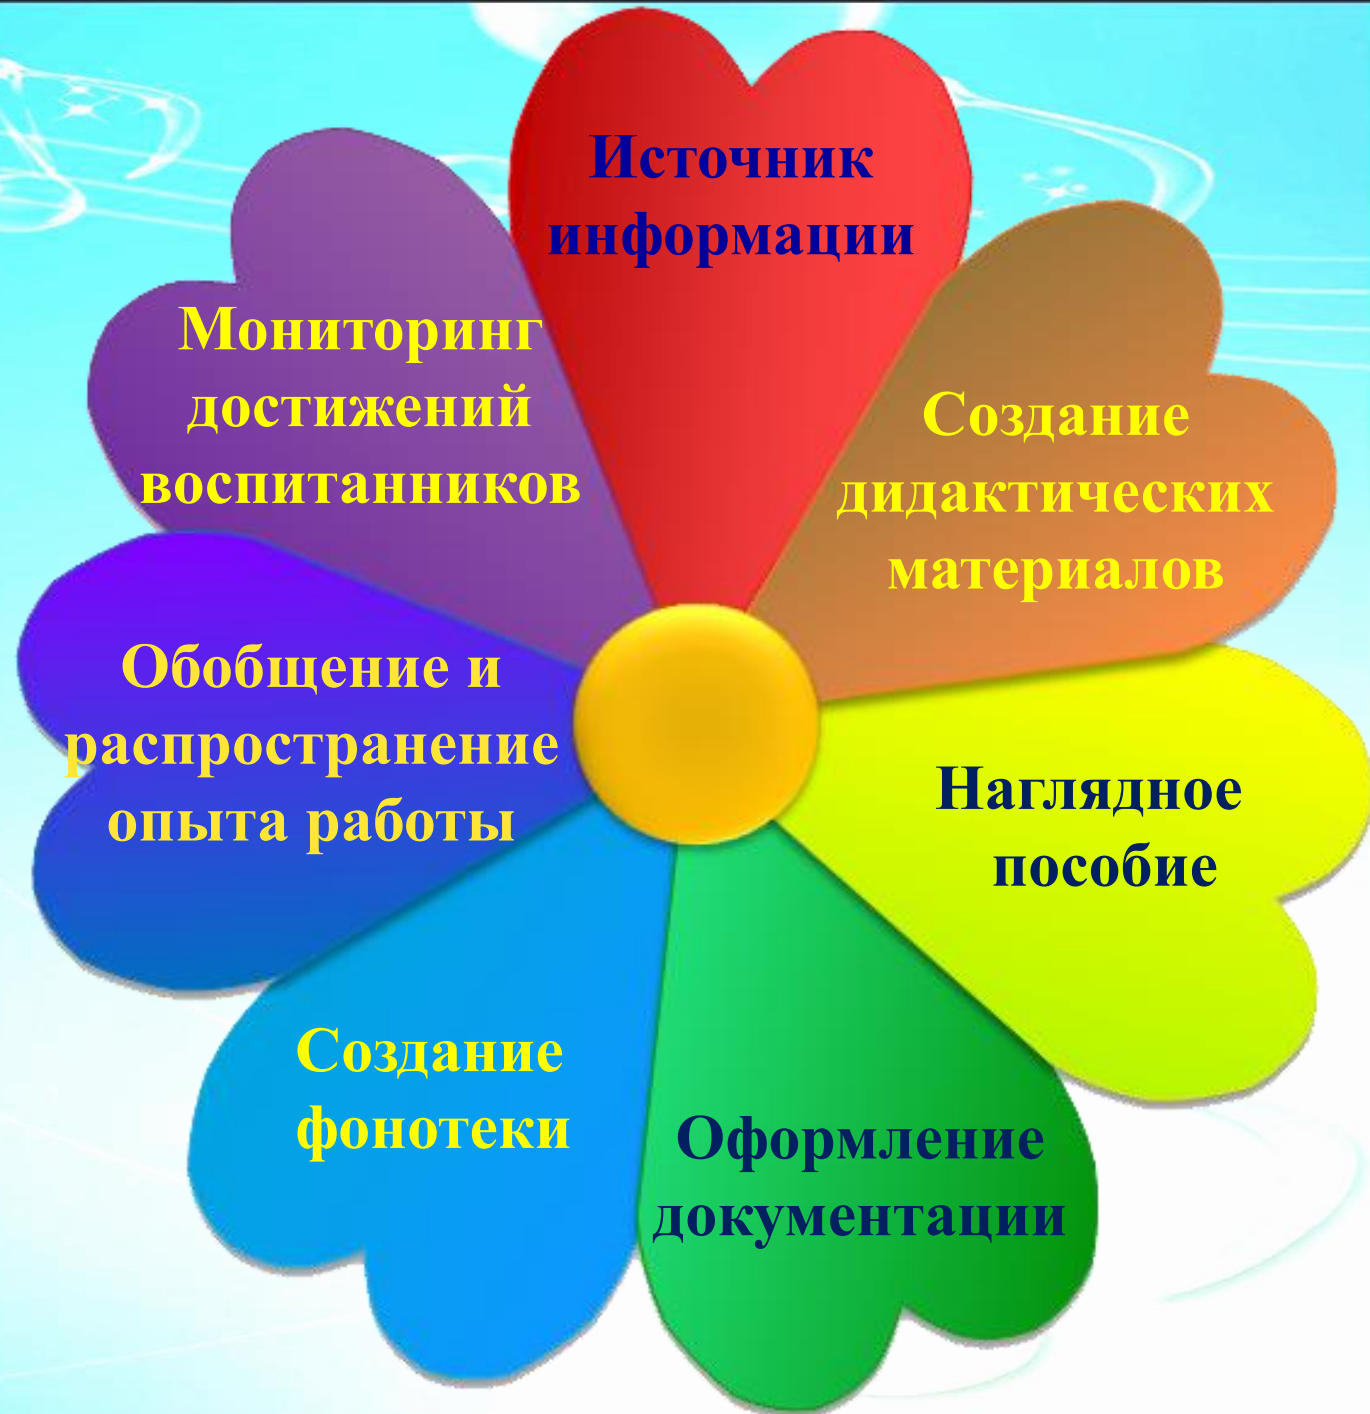 Источник
информации
Создание
дидактических
материалов
Наглядное
пособие
Оформление
документации
Создание
фонотеки
Обобщение и
распространение
опыта работы
Мониторинг
достижений
воспитанников